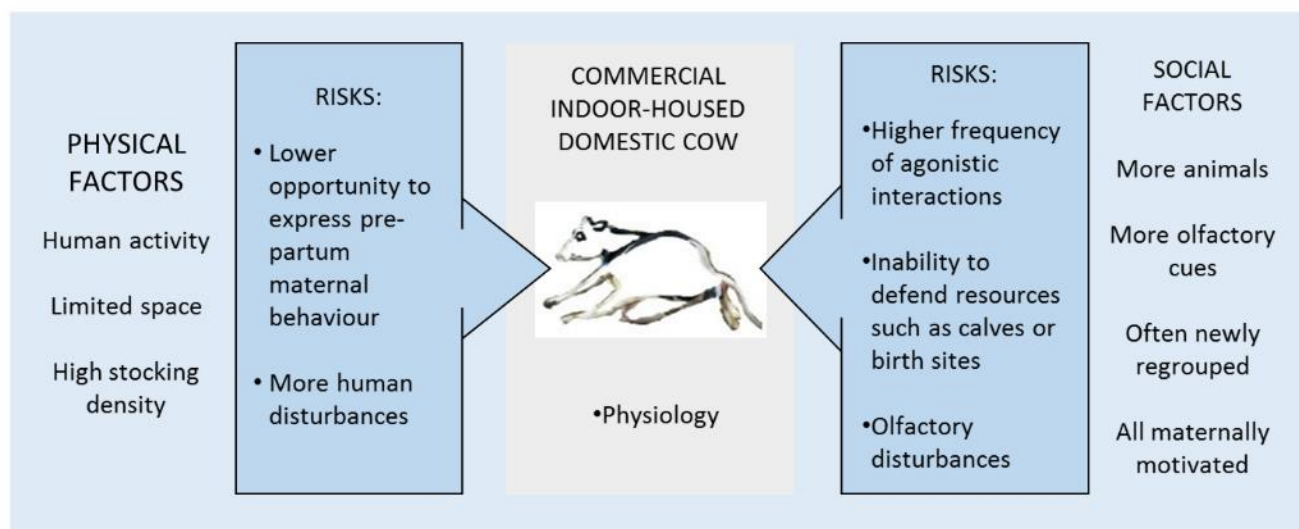 PHYSICAL
FACTORS
Human activity
Limited space
High stocking
density
RISKS:
• Lower
opportunity to
express pre-
partum
maternal
behaviour
• More human
disturbances
COMMERCIAL
INDOOR-HOUSED
DOMESTIC COW
•Physiology
RISKS:
•Higher frequency
of agonistic
interactions
•Inability to
defend resources
such as calves or
birth sites
•Olfactory
disturbances
SOCIAL
FACTORS
More animals
More olfactory
cues
Often newly
regrouped
All maternally
motivated